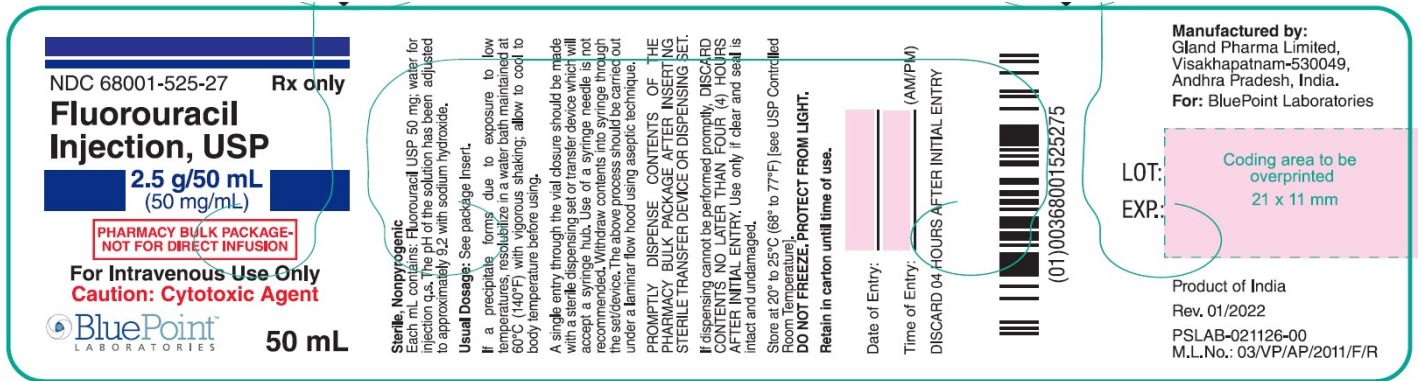 NDC 68001-525-27 Rx only
Fluorouracil
Injection, USP
2.5 g/50 mL
(50 mg/mL)
PHARMACY BULK PACKAGE-
NOT FOR DIRECT INFUSION
For Intravenous Use Only
Caution: Cytotoxic Agent
BluePoint™
LABORATORIES
50 mL
Sterile, Nonpyrogenic
Each mL contains: Fluorouracil USP 50 mg; water for
injection q.s. The pH of the solution has been adjusted
to approximately 9.2 with sodium hydroxide.
Usual Dosage: See package Insert.
If a precipitate forms due to exposure to low
temperatures, resolubilize in a water bath maintained at
60°C (140°F) with vigorous shaking; allow to cool to
body temperature before using.
A single entry through the vial closure should be made
with a sterile dispensing set or transfer device which will
accept a syringe hub. Use of a syringe needle is not
recommended. Withdraw contents into syringe through
the set/device. The above process should be carried out
under a laminar flow hood using aseptic technique.
PROMPTLY DISPENSE CONTENTS OF THE
PHARMACY BULK PACKAGE AFTER INSERTING
STERILE TRANSFER DEVICE OR DISPENSING SET.
If dispensing cannot be performed promptly, DISCARD
CONTENTS NO LATER THAN FOUR (4) HOURS
AFTER INITIAL ENTRY. Use only if clear and seal is
intact and undamaged.
Store at 20° to 25°C (68° to 77°F) [see USP Controlled
Room Temperature].
DO NOT FREEZE. PROTECT FROM LIGHT.
Retain in carton until time of use.
Date of Entry:
Time of Entry: (AM/PM)
DISCARD 04 HOURS AFTER INITIAL ENTRY
(01)00368001525275
Manufactured by:
Gland Pharma Limited,
Visakhapatnam-530049,
Andhra Pradesh, India.
For: BluePoint Laboratories
LOT:
EXP.:
Coding area to be
overprinted
21 x 11 mm
Product of India
Rev. 01/2022
PSLAB-021126-00
M.L.No.: 03/VP/AP/2011/F/R